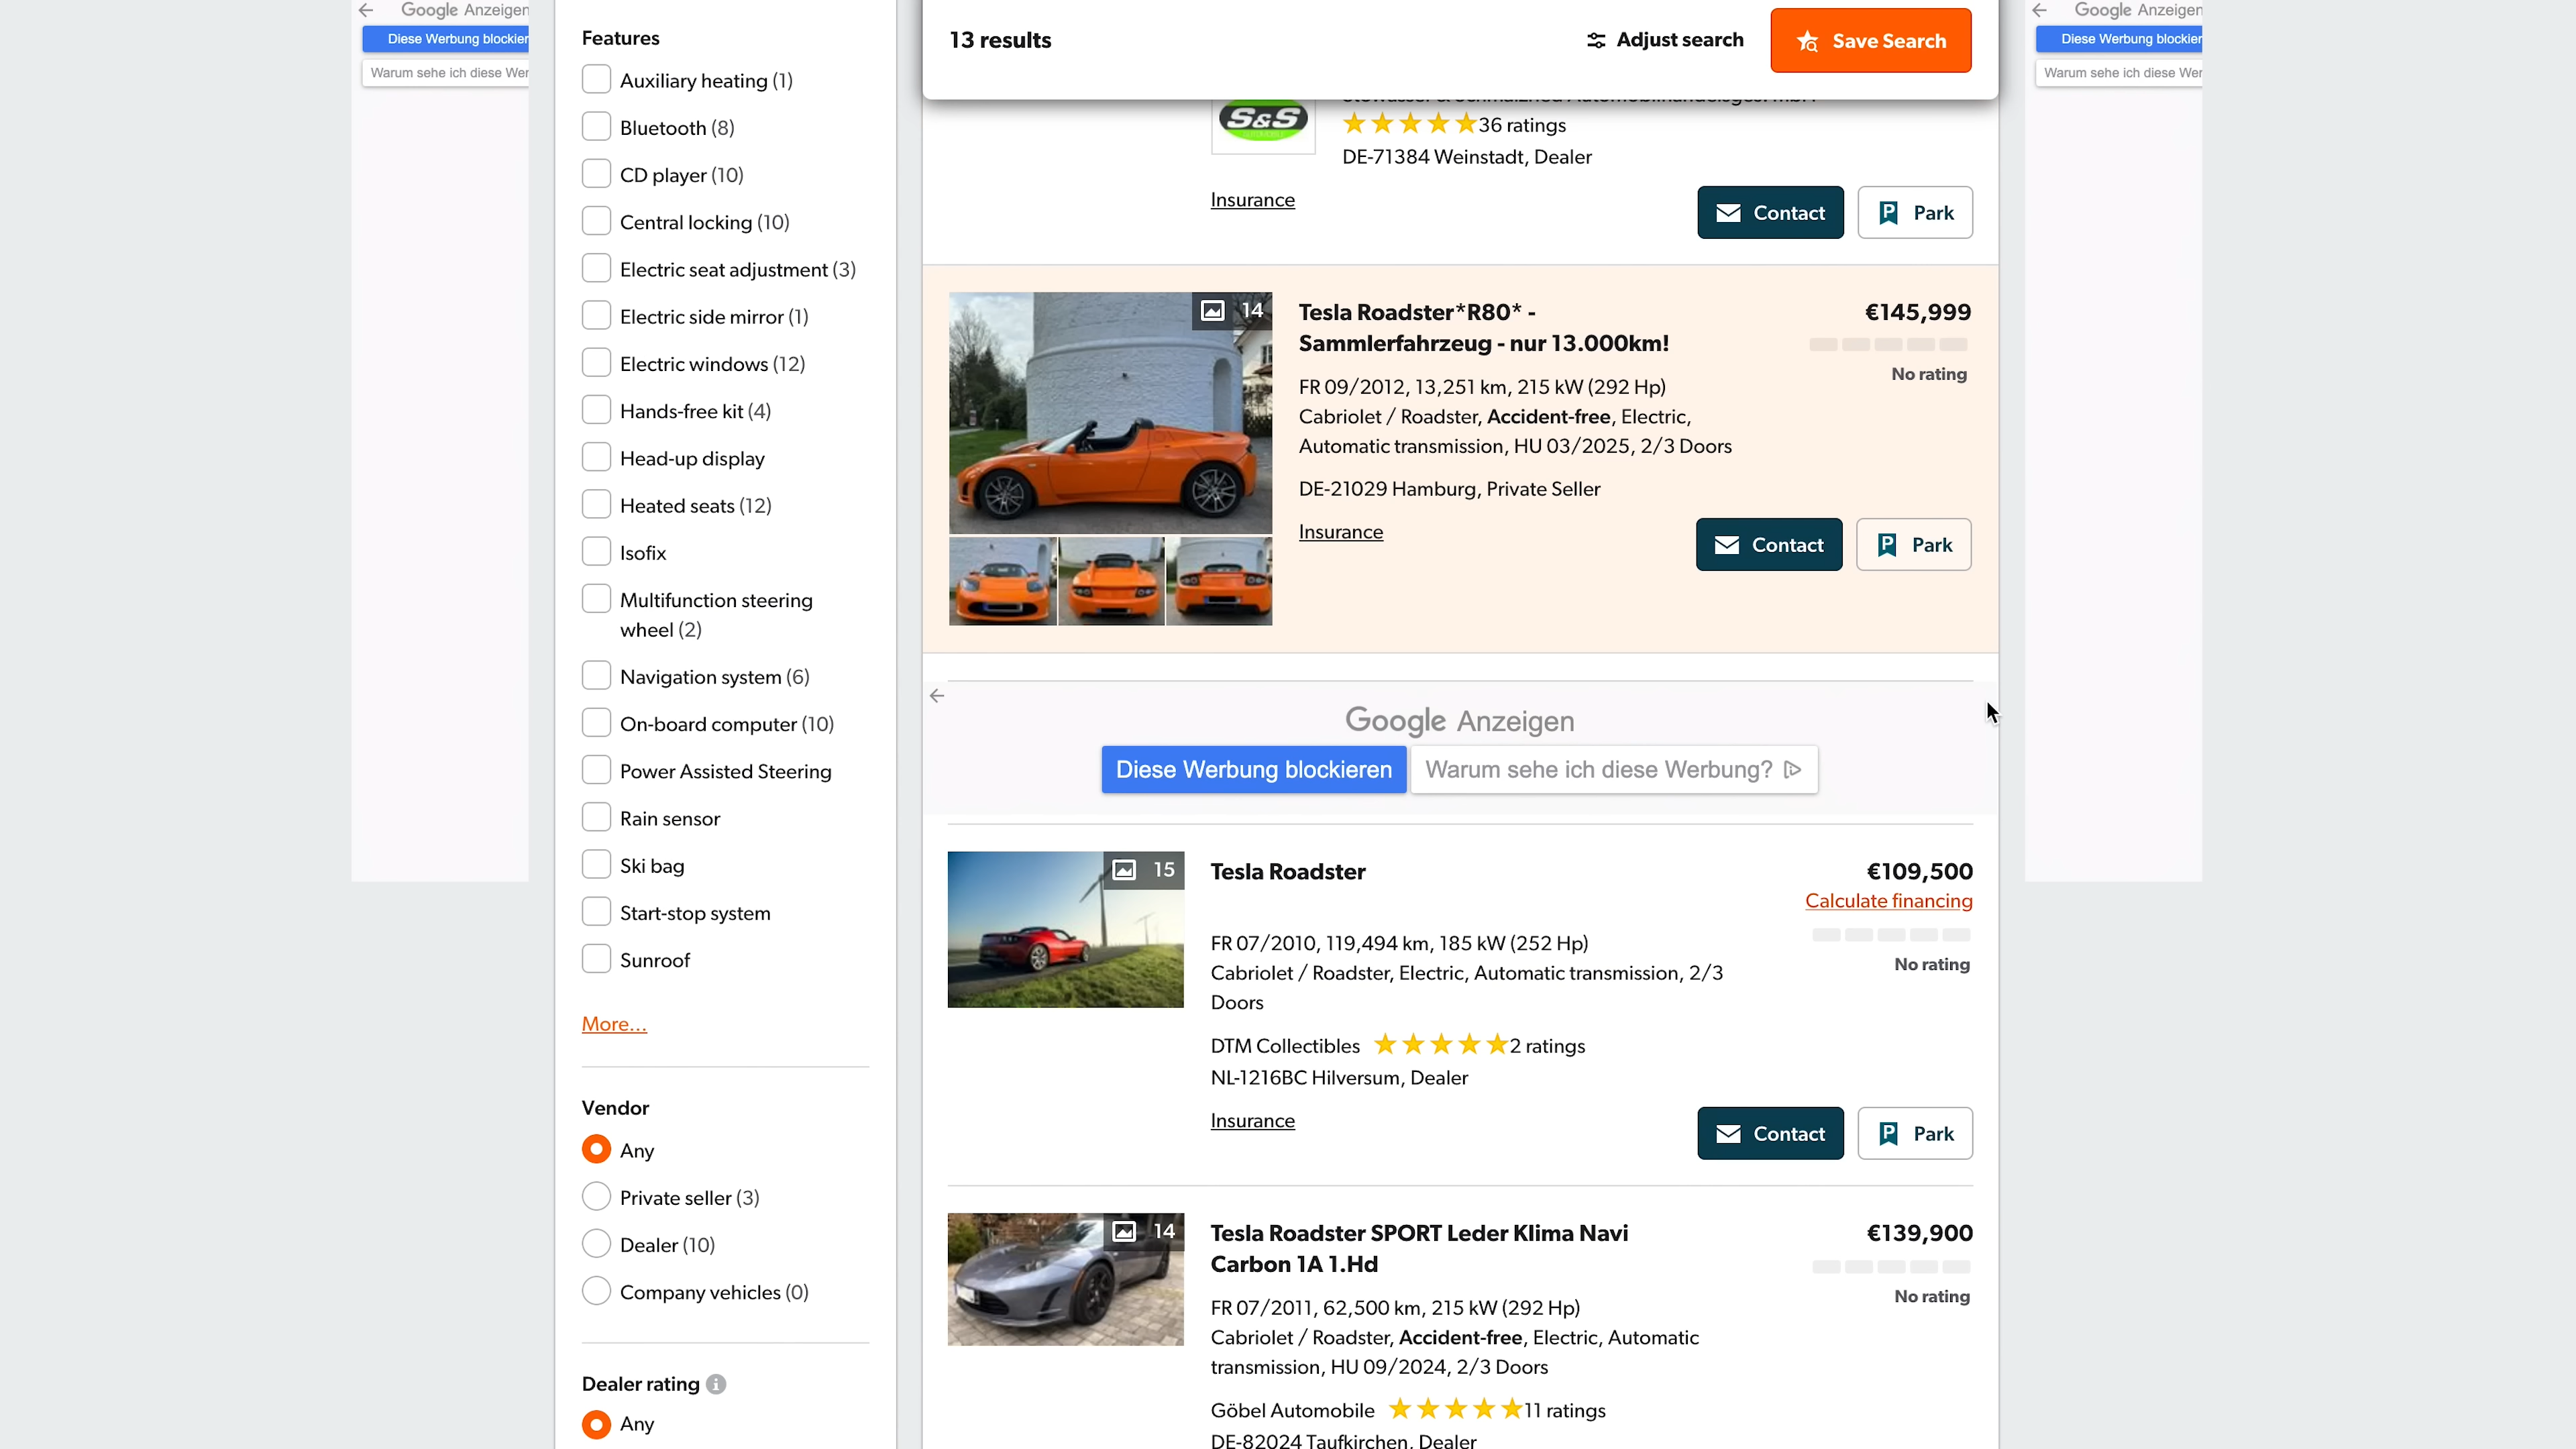 Google Anzeigen
Diese Werbung blockier
Warum sehe ich diese Wer
Features
Auxiliary heating (1)
Bluetooth (8)
CD player (10)
Central locking (10)
Electric seat adjustment (3)
Electric side mirror (1)
Electric windows (12)
Hands-free kit (4)
Head-up display
Heated seats (12)
Isofix
Multifunction steering
wheel (2)
Navigation system (6)
On-board computer (10)
Power Assisted Steering
Rain sensor
Ski bag
Start-stop system
Sunroof
More...
Vendor
Any
Private seller (3)
Dealer (10)
Company vehicles (0)
Dealer rating
Any
13 results
Adjust search
Save Search
S&S
36 ratings
DE-71384 Weinstadt, Dealer
Insurance
Contact
Park
14
Tesla Roadster*R80* -
Sammlerfahrzeug - nur 13.000km!
€145,999
No rating
FR 09/2012, 13,251 km, 215 kW (292 Hp)
Cabriolet / Roadster, Accident-free, Electric,
Automatic transmission, HU 03/2025, 2/3 Doors
DE-21029 Hamburg, Private Seller
Insurance
Contact
Park
Google Anzeigen
Diese Werbung blockieren
Warum sehe ich diese Werbung?
15
Tesla Roadster
€109,500
Calculate financing
No rating
FR 07/2010, 119,494 km, 185 kW (252 Hp)
Cabriolet / Roadster, Electric, Automatic transmission, 2/3
Doors
DTM Collectibles
2 ratings
NL-1216BC Hilversum, Dealer
Insurance
Contact
Park
14
Tesla Roadster SPORT Leder Klima Navi
Carbon 1A 1.Hd
€139,900
No rating
FR 07/2011, 62,500 km, 215 kW (292 Hp)
Cabriolet / Roadster, Accident-free, Electric, Automatic
transmission, HU 09/2024, 2/3 Doors
Göbel Automobile
11 ratings
DE-82024 Taufkirchen, Dealer
Google Anzeigen
Diese Werbung blockier
Warum sehe ich diese Wer